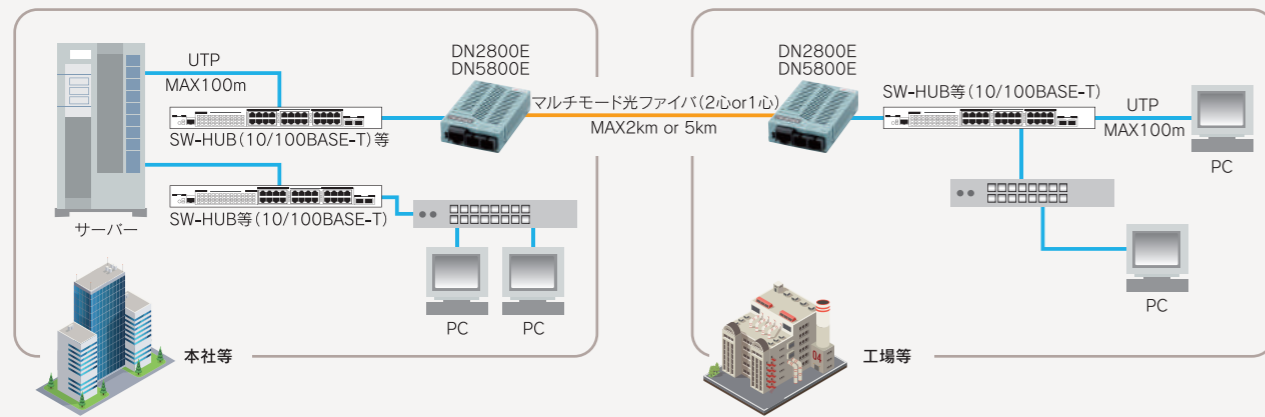 UTP
MAX100m
SW-HUB(10/100BASE-T)等
サーバー
SW-HUB等(10/100BASE-T)
PC
PC
本社等
DN2800E
DN5800E
マルチモード光ファイバ(2心or1心)
MAX2km or 5km
DN2800E
DN5800E
SW-HUB等(10/100BASE-T)
UTP
MAX100m
PC
PC
04
工場等